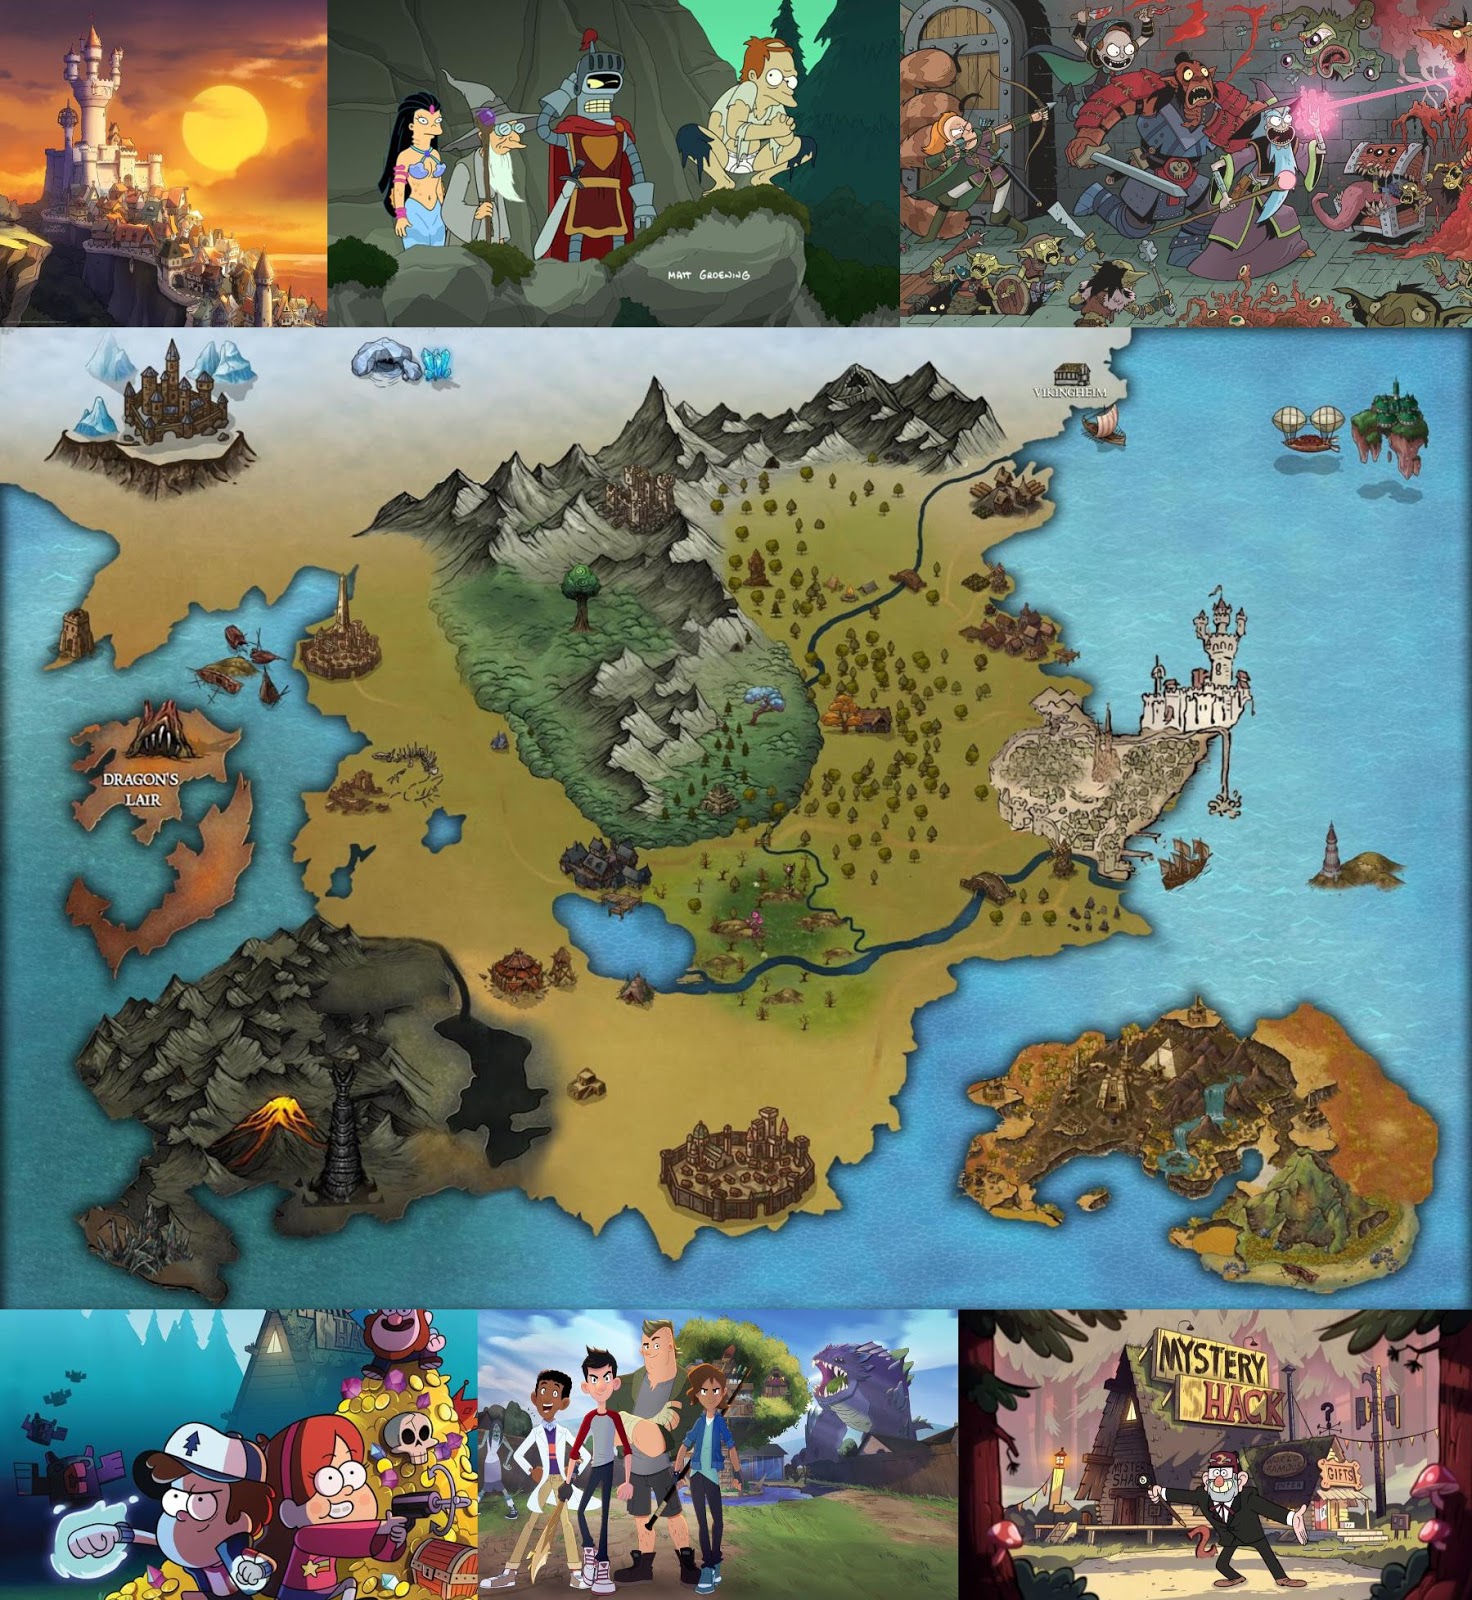 MATT GROENING
VIKINGHEIM
DRAGON'S
LAIR
MYSTERY
SHACK
GIFTS